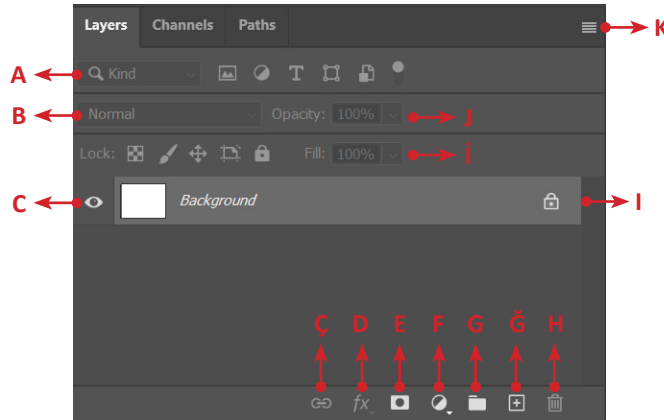 Layers Channels Paths
K
A Kind T
B Normal Opacity: 100% J
Lock: Fill: 100% İ
C Background I
Ç D E F G Ğ H
fx